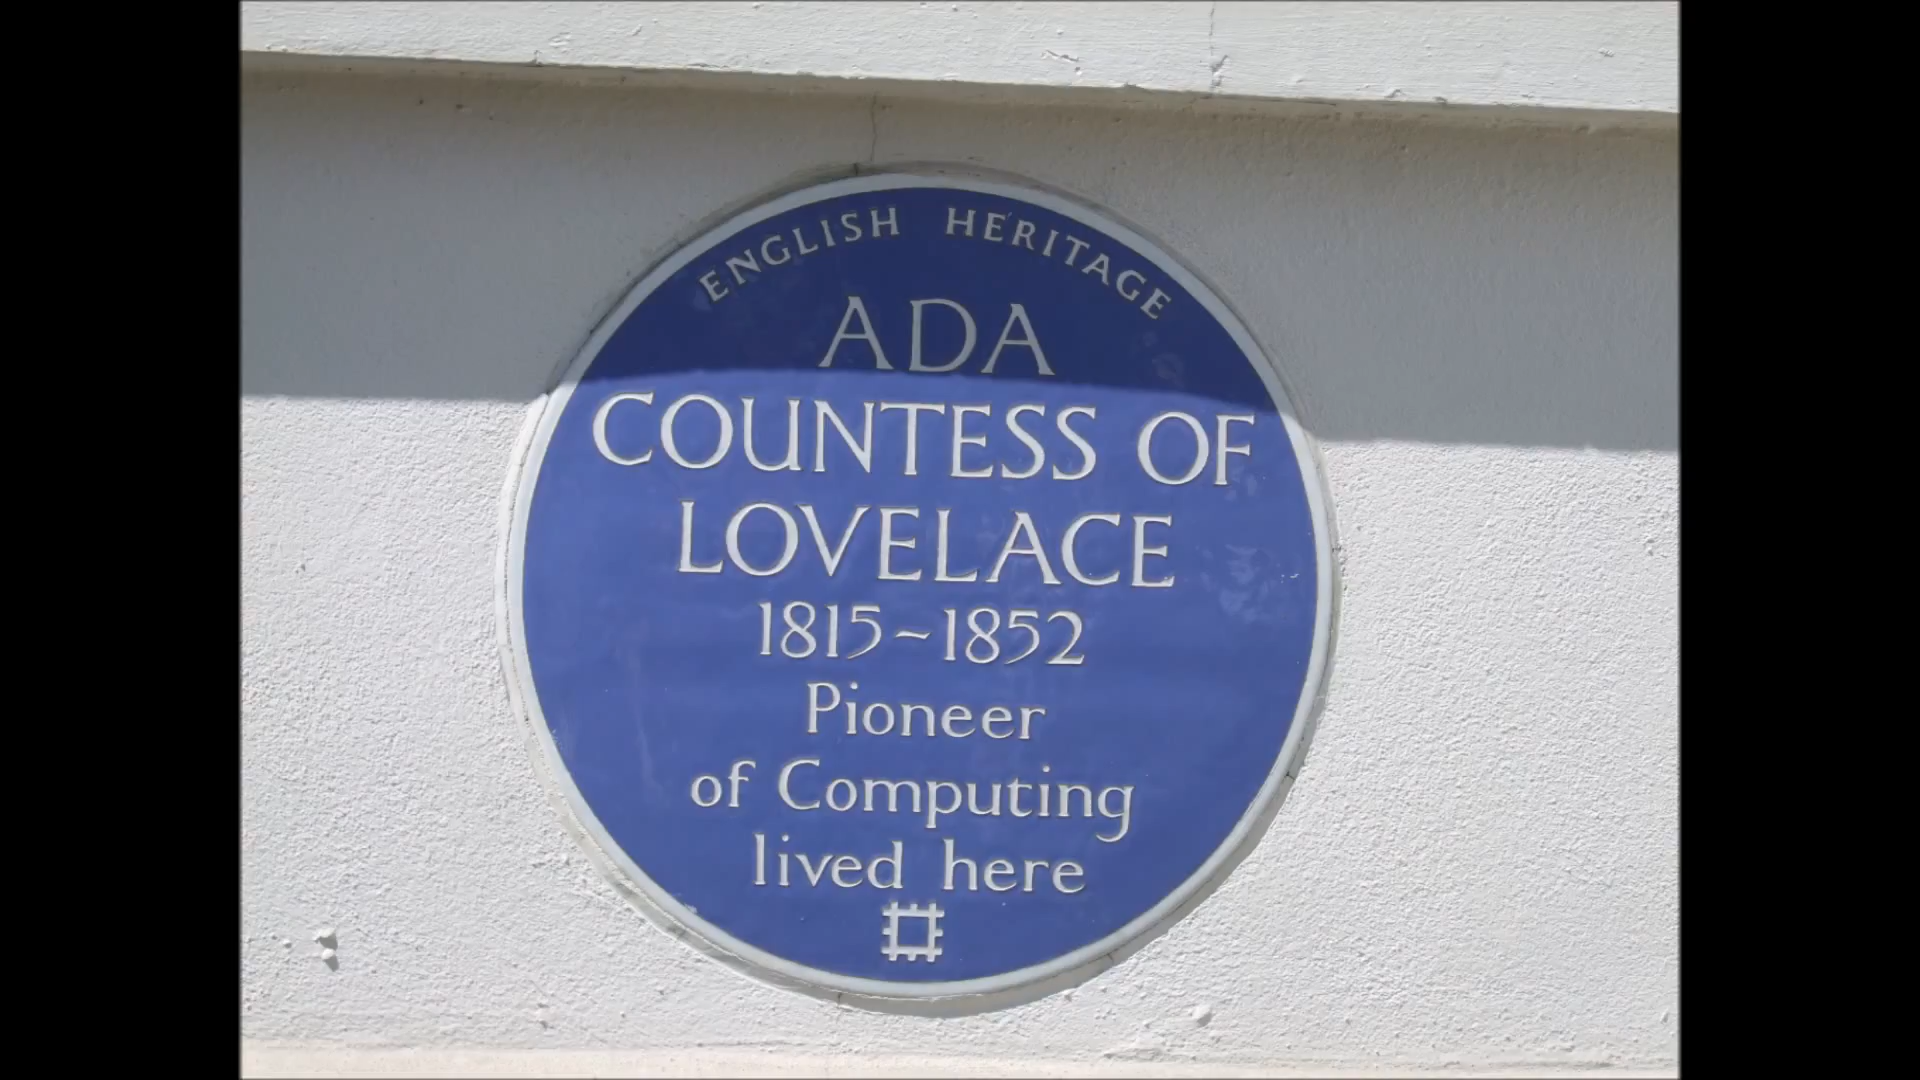 ENGLISH HERITAGE
ADA
COUNTESS OF
LOVELACE
1815~1852
Pioneer
of Computing
lived here